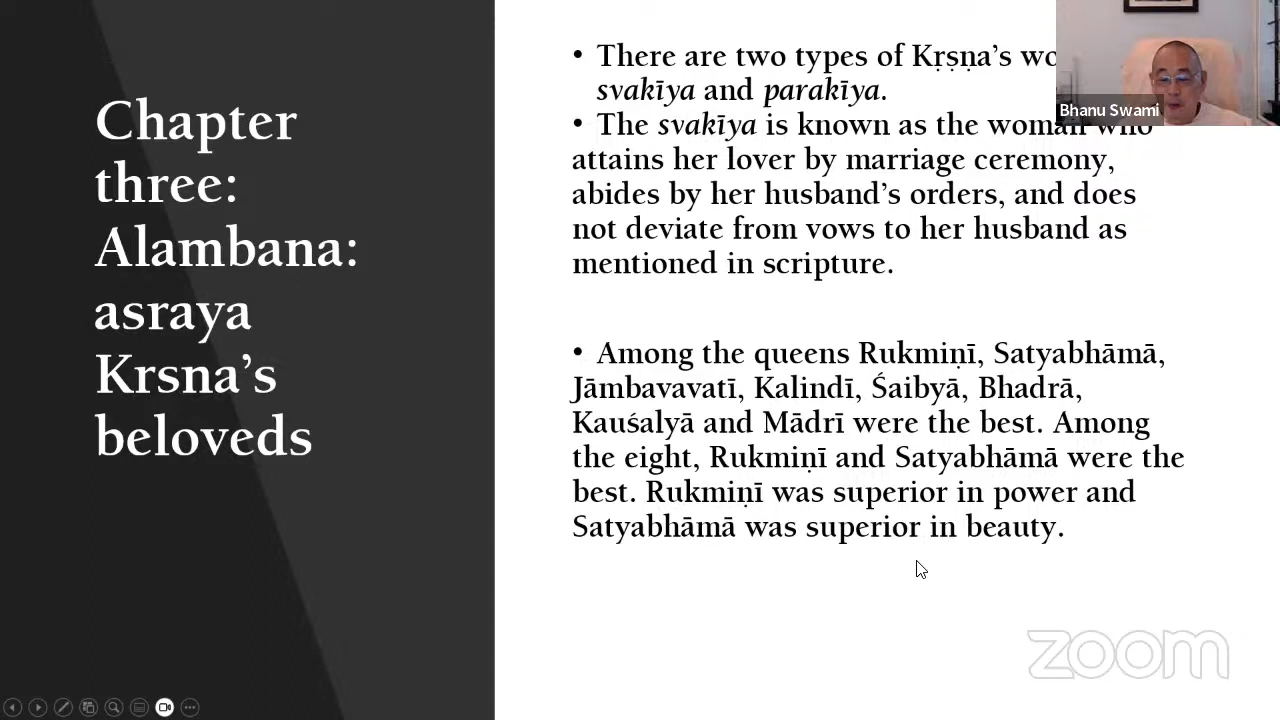 Chapter
three:
Alambana:
asraya
Krsna’s
beloveds
• There are two types of Kṛṣṇa’s
svakīya and parakīya.
• The svakīya is known as the woman who
attains her lover by marriage ceremony,
abides by her husband’s orders, and does
not deviate from vows to her husband as
mentioned in scripture.
• Among the queens Rukmiṇī, Satyabhāmā,
Jāmbavavatī, Kalindī, Śaibyā, Bhadrā,
Kauśalyā and Mādrī were the best. Among
the eight, Rukmiṇī and Satyabhāmā were the
best. Rukmiṇī was superior in power and
Satyabhāmā was superior in beauty.
Bhanu Swami
zoom